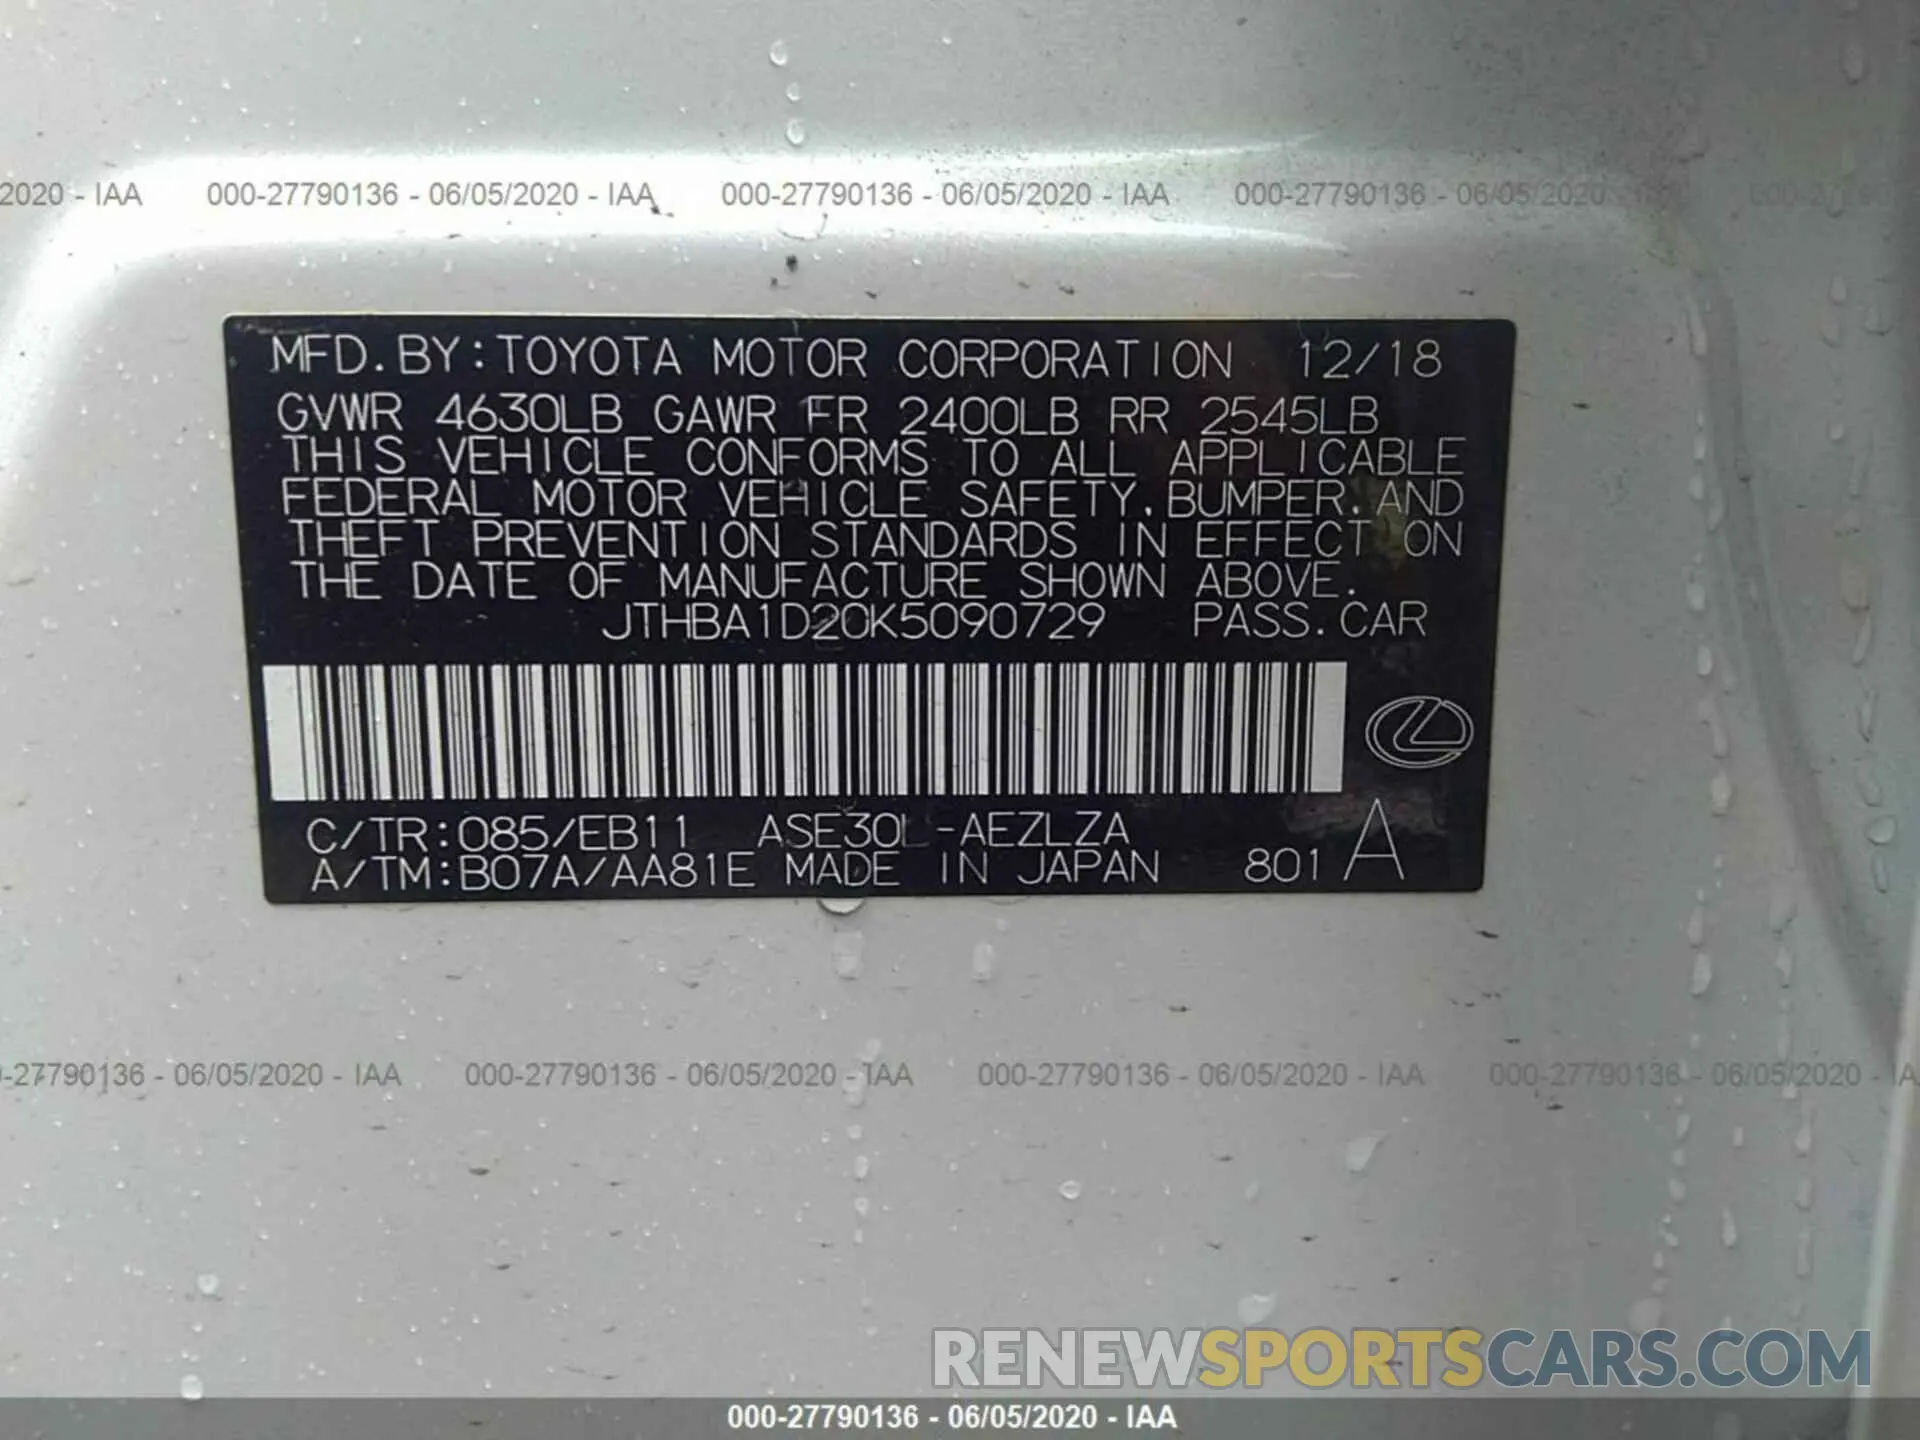 2020 - IAA 000-27790136 - 06/05/2020 - IAA 000-27790136 - 06/05/2020 - IAA 000-27790136 - 06/05/2020
MFD.BY:TOYOTA MOTOR CORPORATION 12/18
GVWR 4630LB GAWR FR 2400LB RR 2545LB
THIS VEHICLE CONFORMS TO ALL APPLICABLE
FEDERAL MOTOR VEHICLE SAFETY.BUMPER.AND
THEFT PREVENTION STANDARDS IN EFFECT ON
THE DATE OF MANUFACTURE SHOWN ABOVE.
JTHBA1D20K5090729 PASS.CAR
C/TR:085/EB11 ASE30L-AEZLZA
A/TM:B07A/AA81E MADE IN JAPAN 801 A
-27790136 - 06/05/2020 - IAA 000-27790136 - 06/05/2020 - IAA 000-27790136 - 06/05/2020 - IAA 000-27790136 - 06/05/2020 - IA
RENEWSPORTSCARS.COM
000-27790136 - 06/05/2020 - IAA